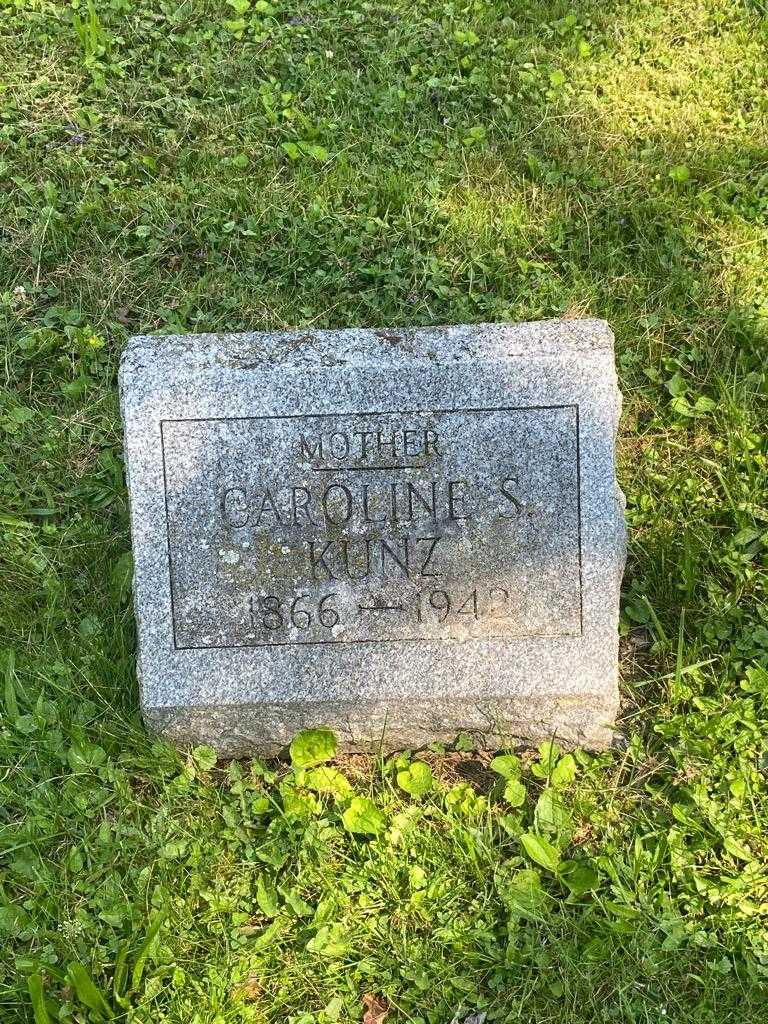 MOTHER
CAROLINE S.
KUNZ
1866 — 1942